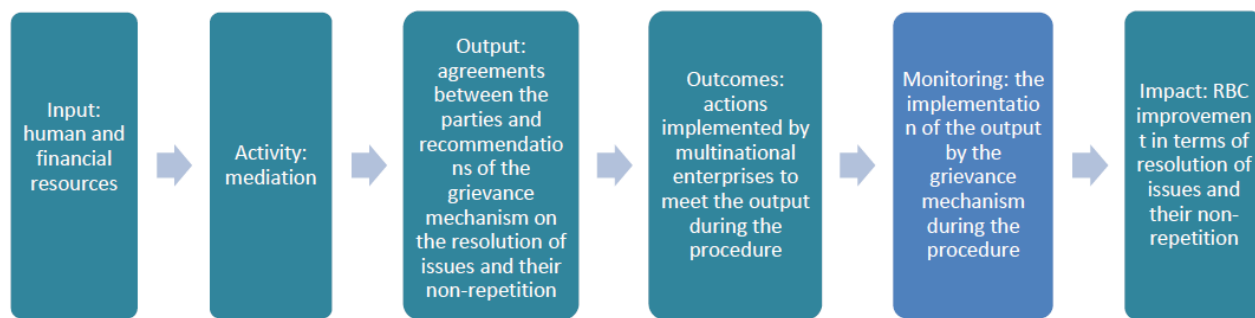 Input:
human and
financial
resources
Activity:
mediation
Output:
agreements
between the
parties and
recommendatio
ns of the
grievance
mechanism on
the resolution of
issues and their
non-repetition
Outcomes:
actions
implemented by
multinational
enterprises to
meet the output
during the
procedure
Monitoring: the
implementatio
n of the output
by the
grievance
mechanism
during the
procedure
Impact: RBC
improvemen
t in terms of
resolution of
issues and
their non-
repetition